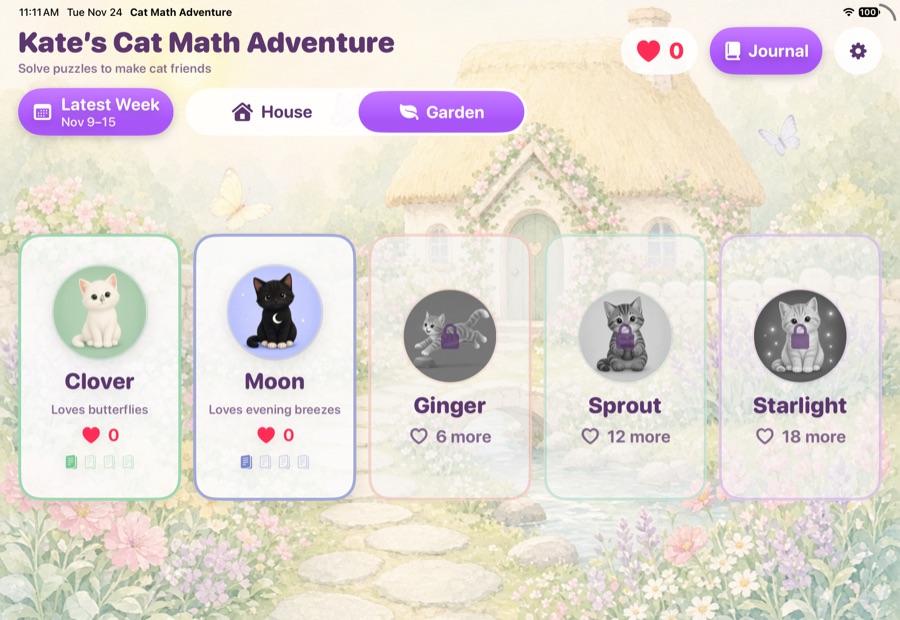 11:11 AM Tue Nov 24 Cat Math Adventure
100
Kate's Cat Math Adventure
Solve puzzles to make cat friends
0
Journal
Latest Week
Nov 9–15
House
Garden
Clover
Loves butterflies
0
Moon
Loves evening breezes
0
Ginger
6 more
Sprout
12 more
Starlight
18 more